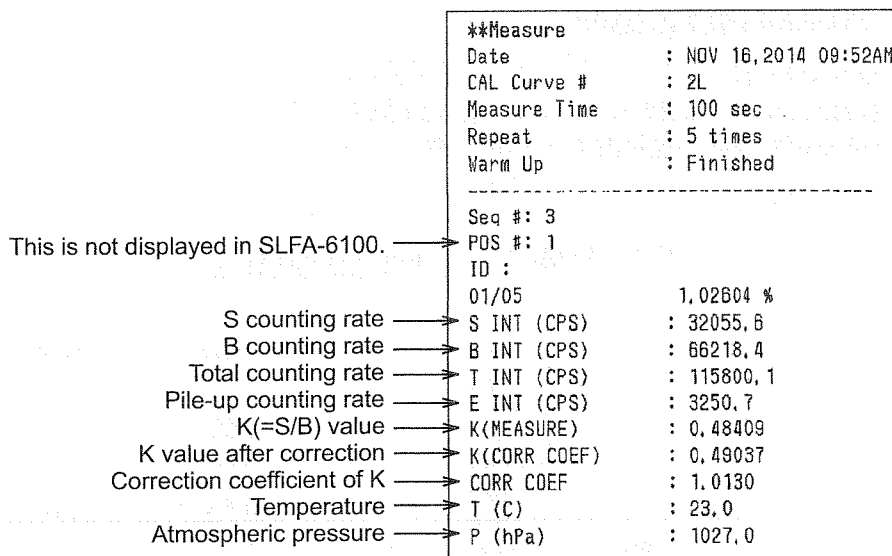 **Measure
Date : NOV 16,2014 09:52AM
CAL Curve # : 2L
Measure Time : 100 sec
Repeat : 5 times
Warm Up : Finished
Seq #: 3
This is not displayed in SLFA-6100. POS #: 1
ID :
01/05 1.02604 %
S counting rate S INT (CPS) : 32055.6
B counting rate B INT (CPS) : 66218.4
Total counting rate T INT (CPS) : 115800.1
Pile-up counting rate E INT (CPS) : 3250.7
K(=S/B) value K(MEASURE) : 0.48409
K value after correction K(CORR COEF) : 0.49037
Correction coefficient of K CORR COEF : 1.0130
Temperature T (C) : 23.0
Atmospheric pressure P (hPa) : 1027.0